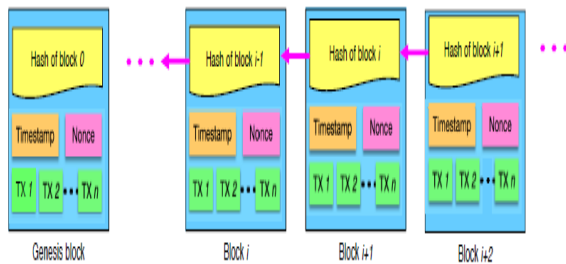 Hash of block 0
Hash of block i-1
Hash of block i
Hash of block i+1
Timestamp Nonce
Timestamp Nonce
Timestamp Nonce
Timestamp Nonce
TX 1 TX 2 ••• TX n
TX 1 TX 2 ••• TX n
TX 1 TX 2 ••• TX n
TX 1 TX 2 ••• TX n
Genesis block
Block i
Block i+1
Block i+2